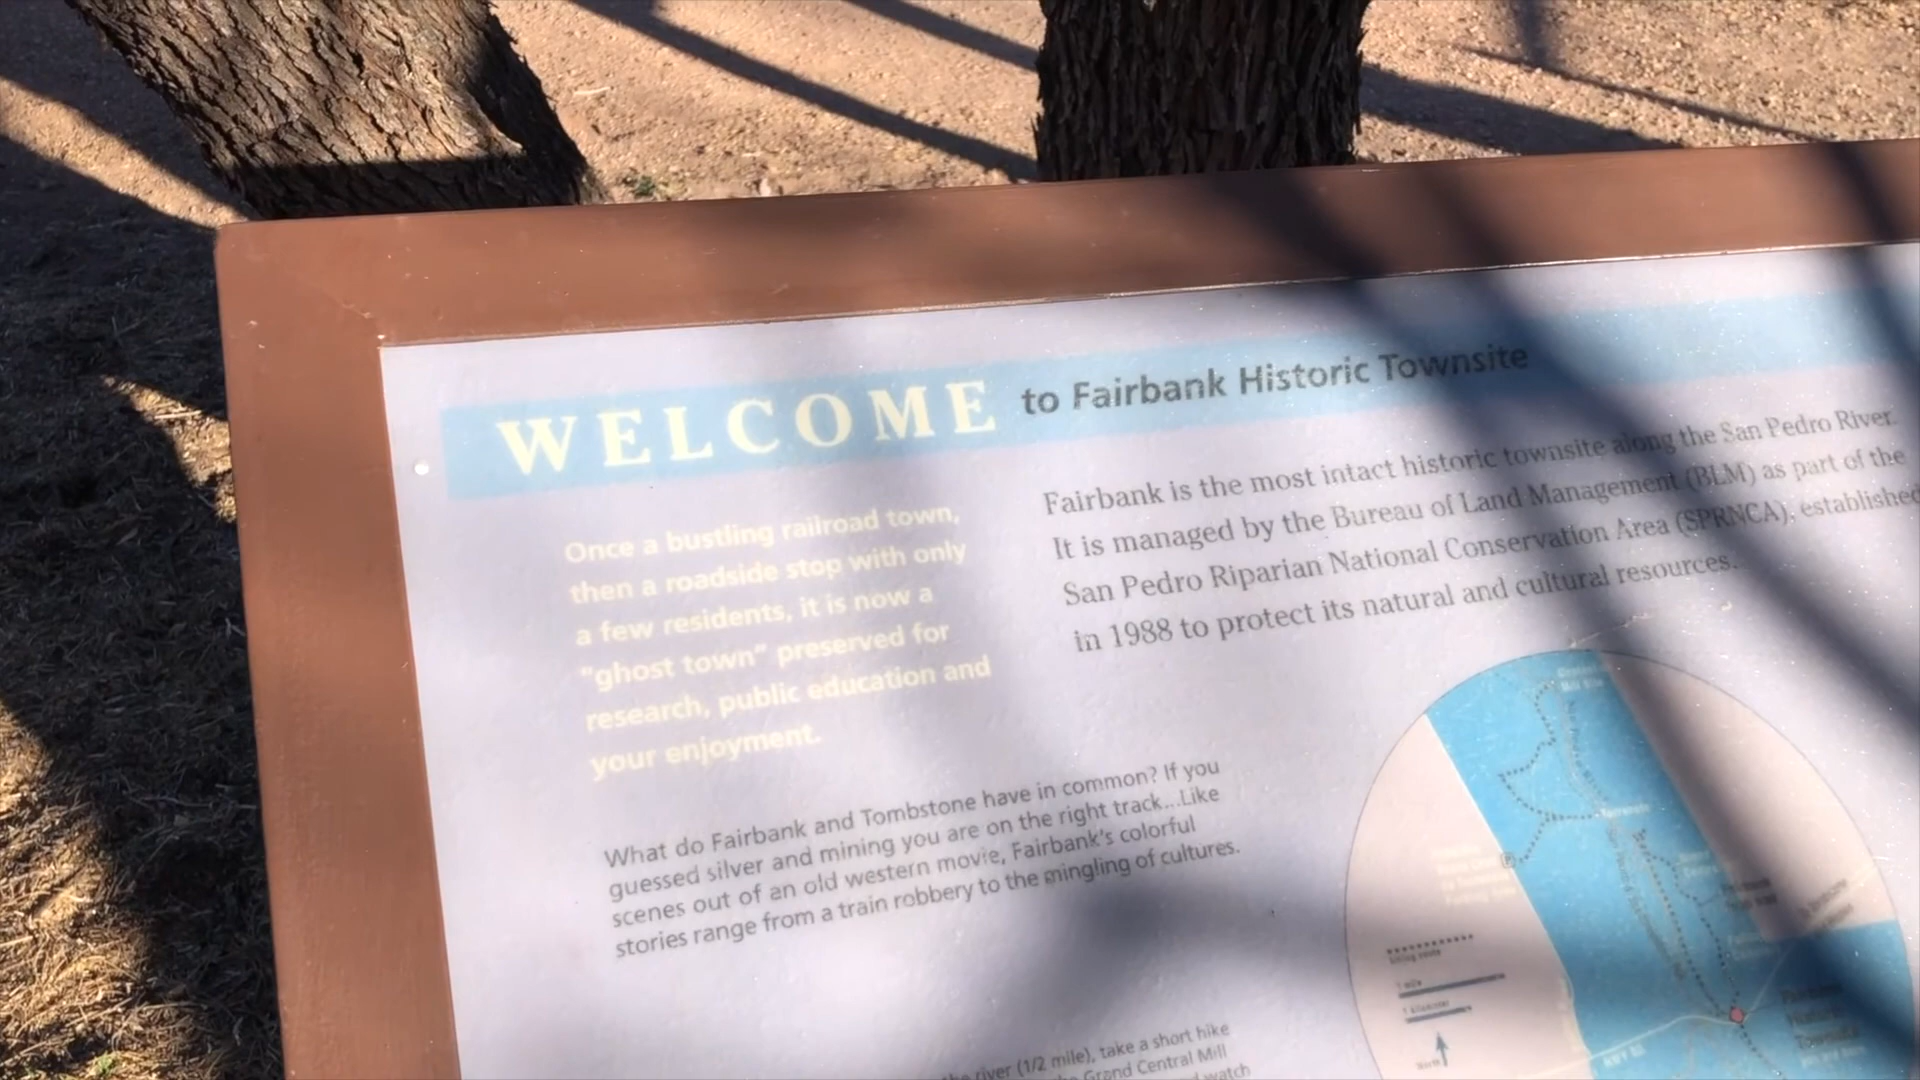 WELCOME to Fairbank Historic Townsite
Once a bustling railroad town,
then a roadside stop with only
a few residents, it is now a
"ghost town" preserved for
research, public education and
your enjoyment.
Fairbank is the most intact historic townsite along the San Pedro River.
It is managed by the Bureau of Land Management (BLM) as part of the
San Pedro Riparian National Conservation Area (SPRNCA), established
in 1988 to protect its natural and cultural resources.
What do Fairbank and Tombstone have in common? If you
guessed silver and mining you are on the right track...Like
scenes out of an old western movie, Fairbank's colorful
stories range from a train robbery to the mingling of cultures.
river (1/2 mile), take a short hike
Grand Central Mill
watch
1 mile
1 kilometer
North